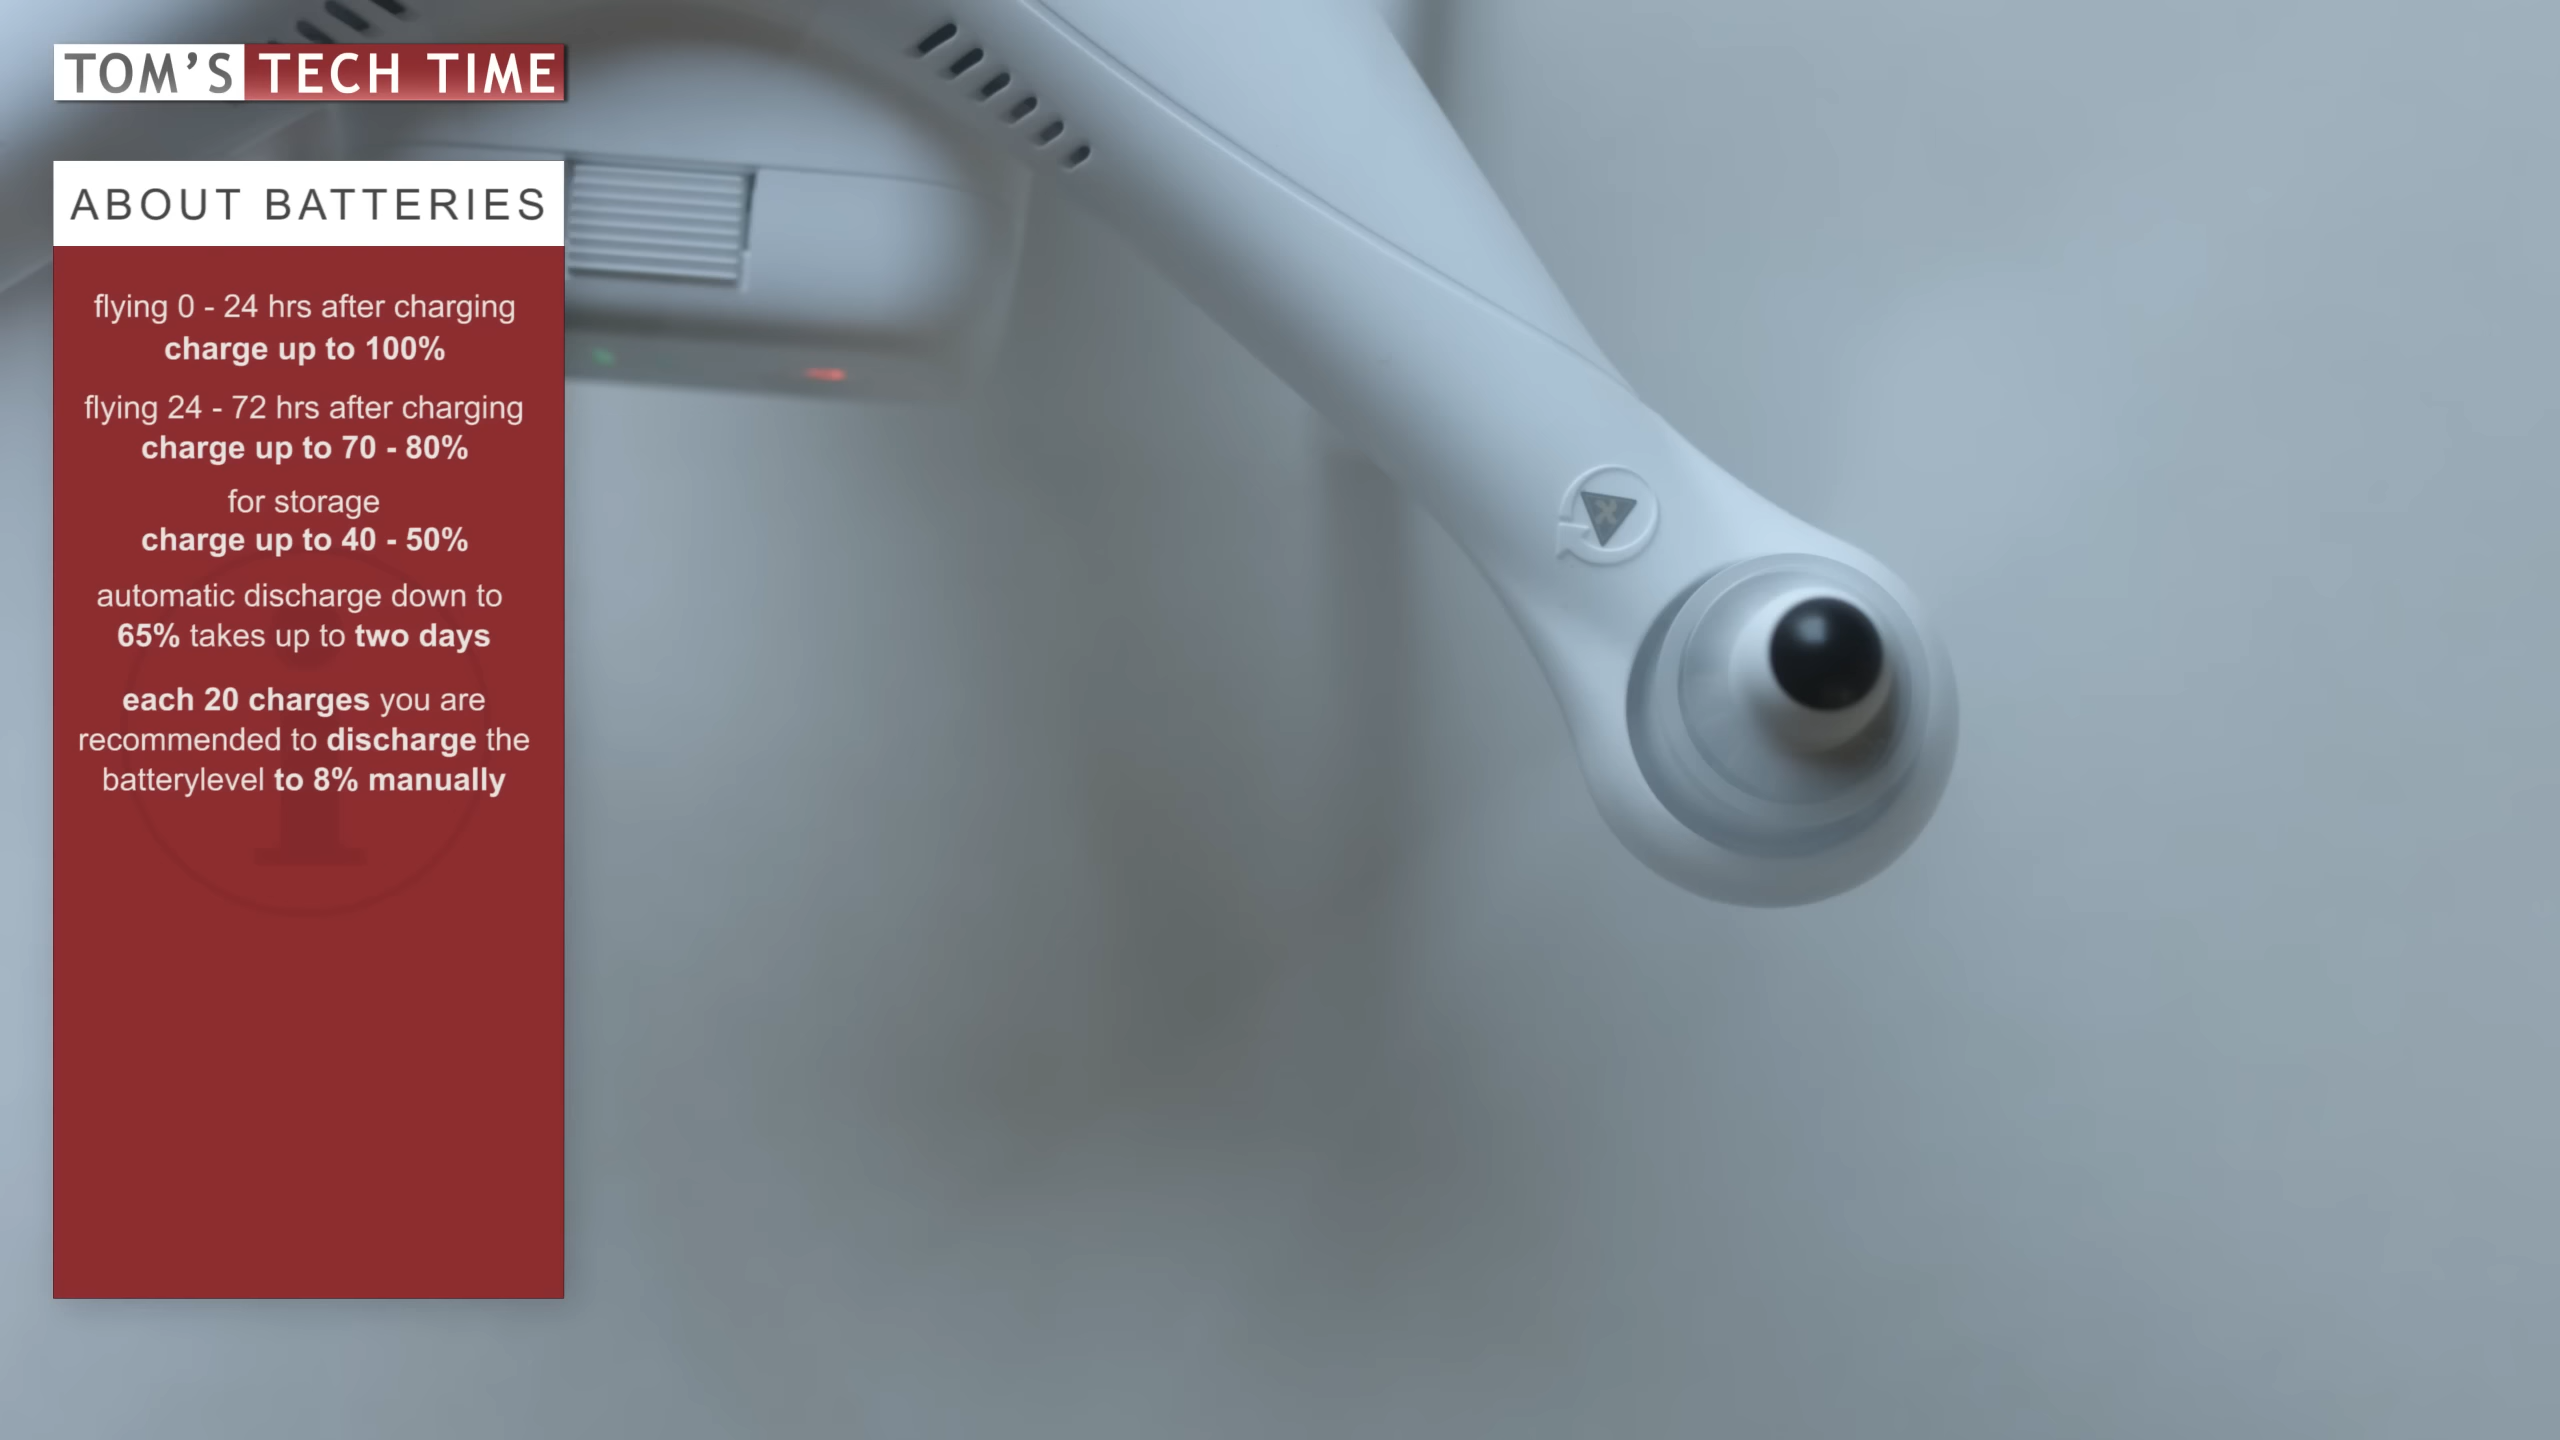 TOM'S TECH TIME
ABOUT BATTERIES
flying 0 - 24 hrs after charging
charge up to 100%
flying 24 - 72 hrs after charging
charge up to 70 - 80%
for storage
charge up to 40 - 50%
automatic discharge down to
65% takes up to two days
each 20 charges you are
recommended to discharge the
batterylevel to 8% manually